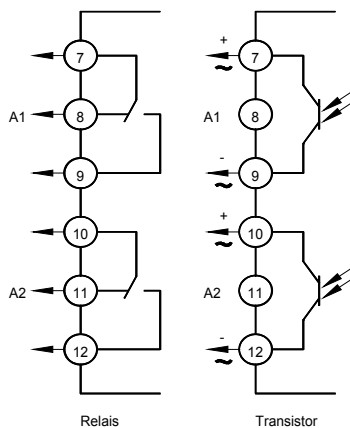 7
A1 8
9
10
A2 11
12
Relais
+
~ 7
A1 8
-
~ 9
+
~ 10
A2 11
-
~ 12
Transistor